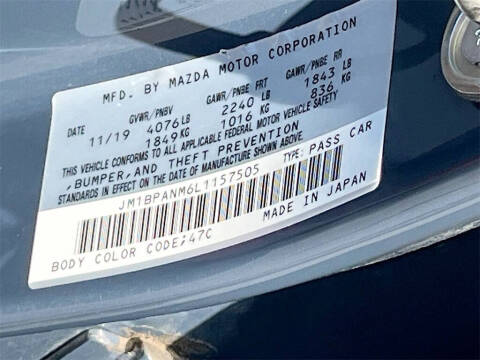 MFD. BY MAZDA MOTOR CORPORATION
DATE GVWR/PNBV GAWR/PNBE FRT GAWR/PNBE RR
11/19 4076LB 2240 LB 1843 LB
1849KG 1016 KG 836 KG
THIS VEHICLE CONFORMS TO ALL APPLICABLE FEDERAL MOTOR VEHICLE SAFETY
, BUMPER, AND THEFT PREVENTION
STANDARDS IN EFFECT ON THE DATE OF MANUFACTURE SHOWN ABOVE.
JM1BPANM6L1157505 TYPE: PASS CAR
MADE IN JAPAN
BODY COLOR CODE;47C